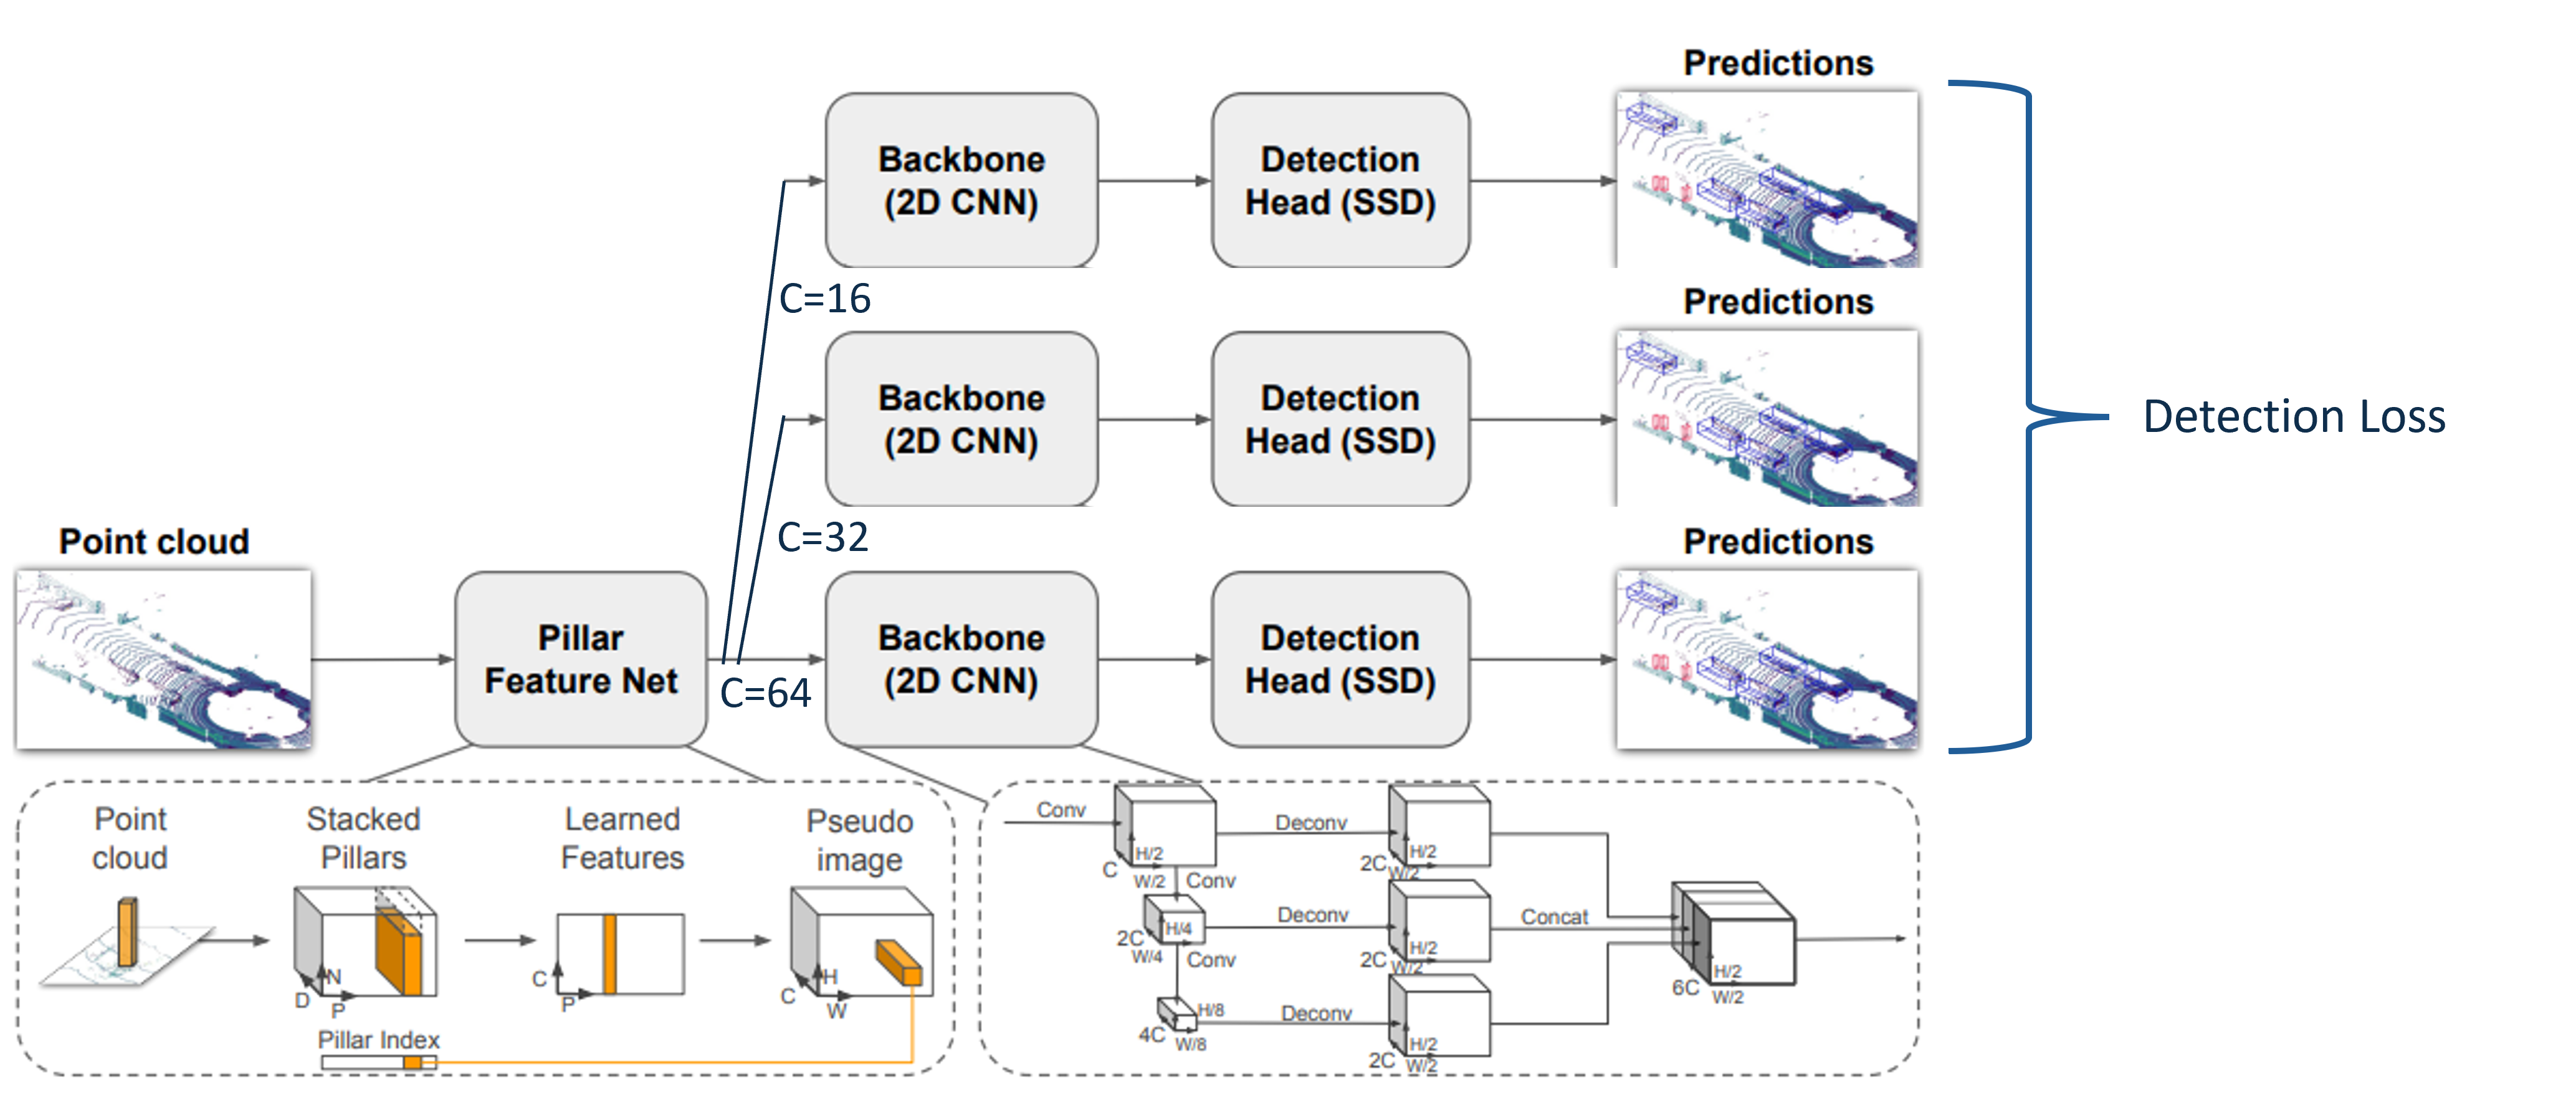 Predictions
Backbone
(2D CNN)
Detection
Head (SSD)
C=16
Predictions
Backbone
(2D CNN)
Detection
Head (SSD)
Detection Loss
C=32
Point cloud
Predictions
Pillar
Feature Net
C=64
Backbone
(2D CNN)
Detection
Head (SSD)
Point
cloud
Stacked
Pillars
Learned
Features
Pseudo
image
N
D
P
C
P
H
C
W
Pillar Index
Conv
H/2
C
W/2
Conv
Deconv
H/2
2C
W/2
H/4
2C
W/4
Conv
Deconv
H/2
2C
W/2
Concat
H/8
4C
W/8
Deconv
H/2
2C
W/2
H/2
6C
W/2